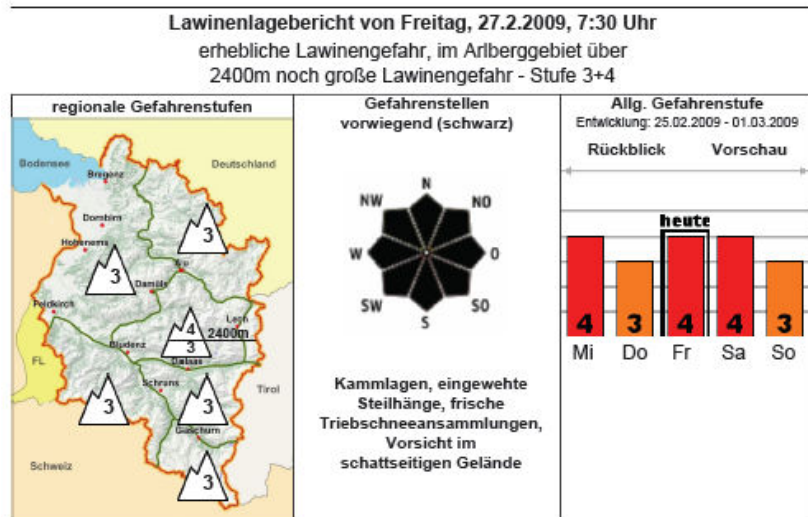 Lawinenlagebericht von Freitag, 27.2.2009, 7:30 Uhr
erhebliche Lawinengefahr, im Arlberggebiet über
2400m noch große Lawinengefahr - Stufe 3+4
regionale Gefahrenstufen
Bodensee
Deutschland
Bregenz
Dornbirn
Hohenems
3
3
Au
Damüls
Feldkirch
Lech
4
2400m
3
Bludenz
Dalaas
FL
Schruns
Tirol
3
3
Gaschurn
Schweiz
3
Gefahrenstellen
vorwiegend (schwarz)
N
NW
NO
W
O
SW
SO
S
Kammlagen, eingewehte
Steilhänge, frische
Triebschneeansammlungen,
Vorsicht im
schattseitigen Gelände
Allg. Gefahrenstufe
Entwicklung: 25.02.2009 - 01.03.2009
Rückblick Vorschau
heute
4 3 4 4 3
Mi Do Fr Sa So